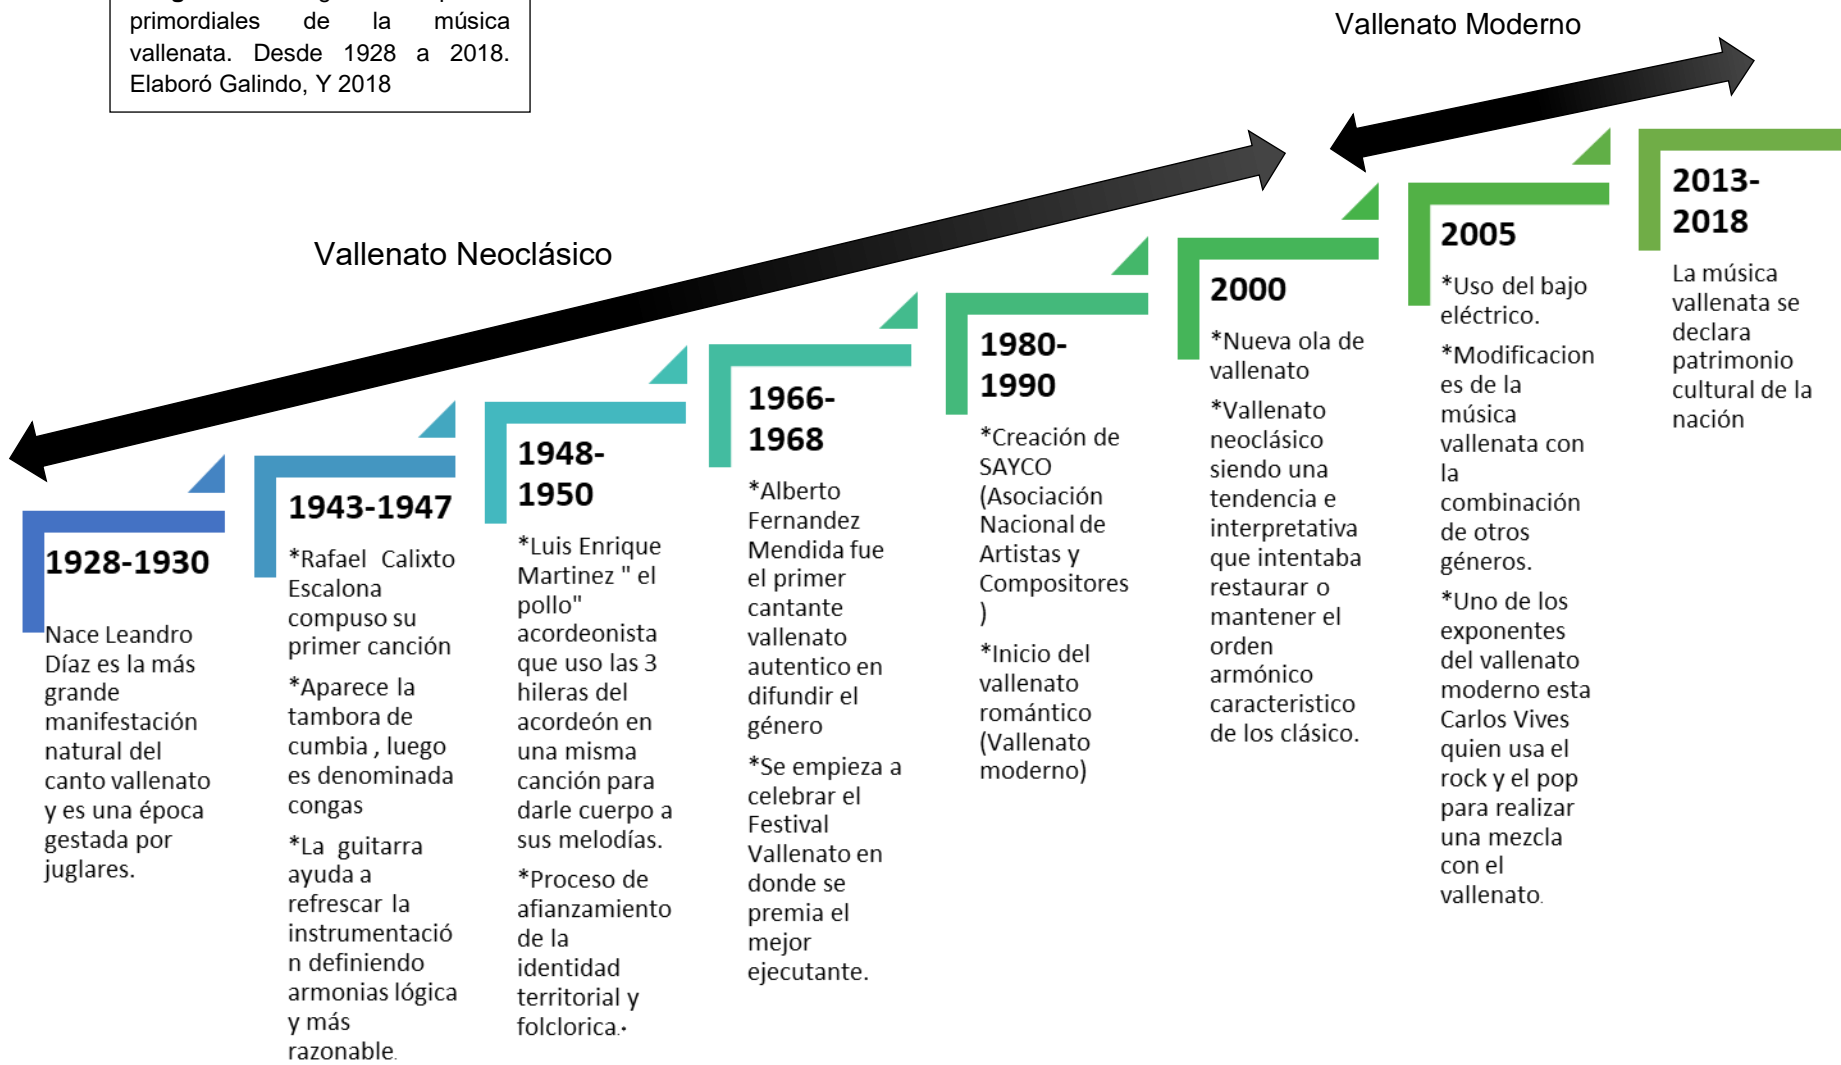 primordiales de la música
vallenata. Desde 1928 a 2018.
Elaboró Galindo, Y 2018
Vallenato Moderno
Vallenato Neoclásico
1928-1930
Nace Leandro
Díaz es la más
grande
manifestación
natural del
canto vallenato
y es una época
gestada por
juglares.
1943-1947
*Rafael Calixto
Escalona
compuso su
primer canción
*Aparece la
tambora de
cumbia , luego
es denominada
congas
*La guitarra
ayuda a
refrescar la
instrumentació
n definiendo
armonias lógica
y más
razonable.
1948-
1950
*Luis Enrique
Martinez " el
pollo"
acordeonista
que uso las 3
hileras del
acordeón en
una misma
canción para
darle cuerpo a
sus melodías.
*Proceso de
afianzamiento
de la
identidad
territorial y
folclorica.•
1966-
1968
*Alberto
Fernandez
Mendida fue
el primer
cantante
vallenato
autentico en
difundir el
género
*Se empieza a
celebrar el
Festival
Vallenato en
donde se
premia el
mejor
ejecutante.
1980-
1990
*Creación de
SAYCO
(Asociación
Nacional de
Artistas y
Compositores
)
*Inicio del
vallenato
romántico
(Vallenato
moderno)
2000
*Nueva ola de
vallenato
*Vallenato
neoclásico
siendo una
tendencia e
interpretativa
que intentaba
restaurar o
mantener el
orden
armónico
caracteristico
de los clásico.
2005
*Uso del bajo
eléctrico.
*Modificacion
es de la
música
vallenata con
la
combinación
de otros
géneros.
*Uno de los
exponentes
del vallenato
moderno esta
Carlos Vives
quien usa el
rock y el pop
para realizar
una mezcla
con el
vallenato.
2013-
2018
La música
vallenata se
declara
patrimonio
cultural de la
nación